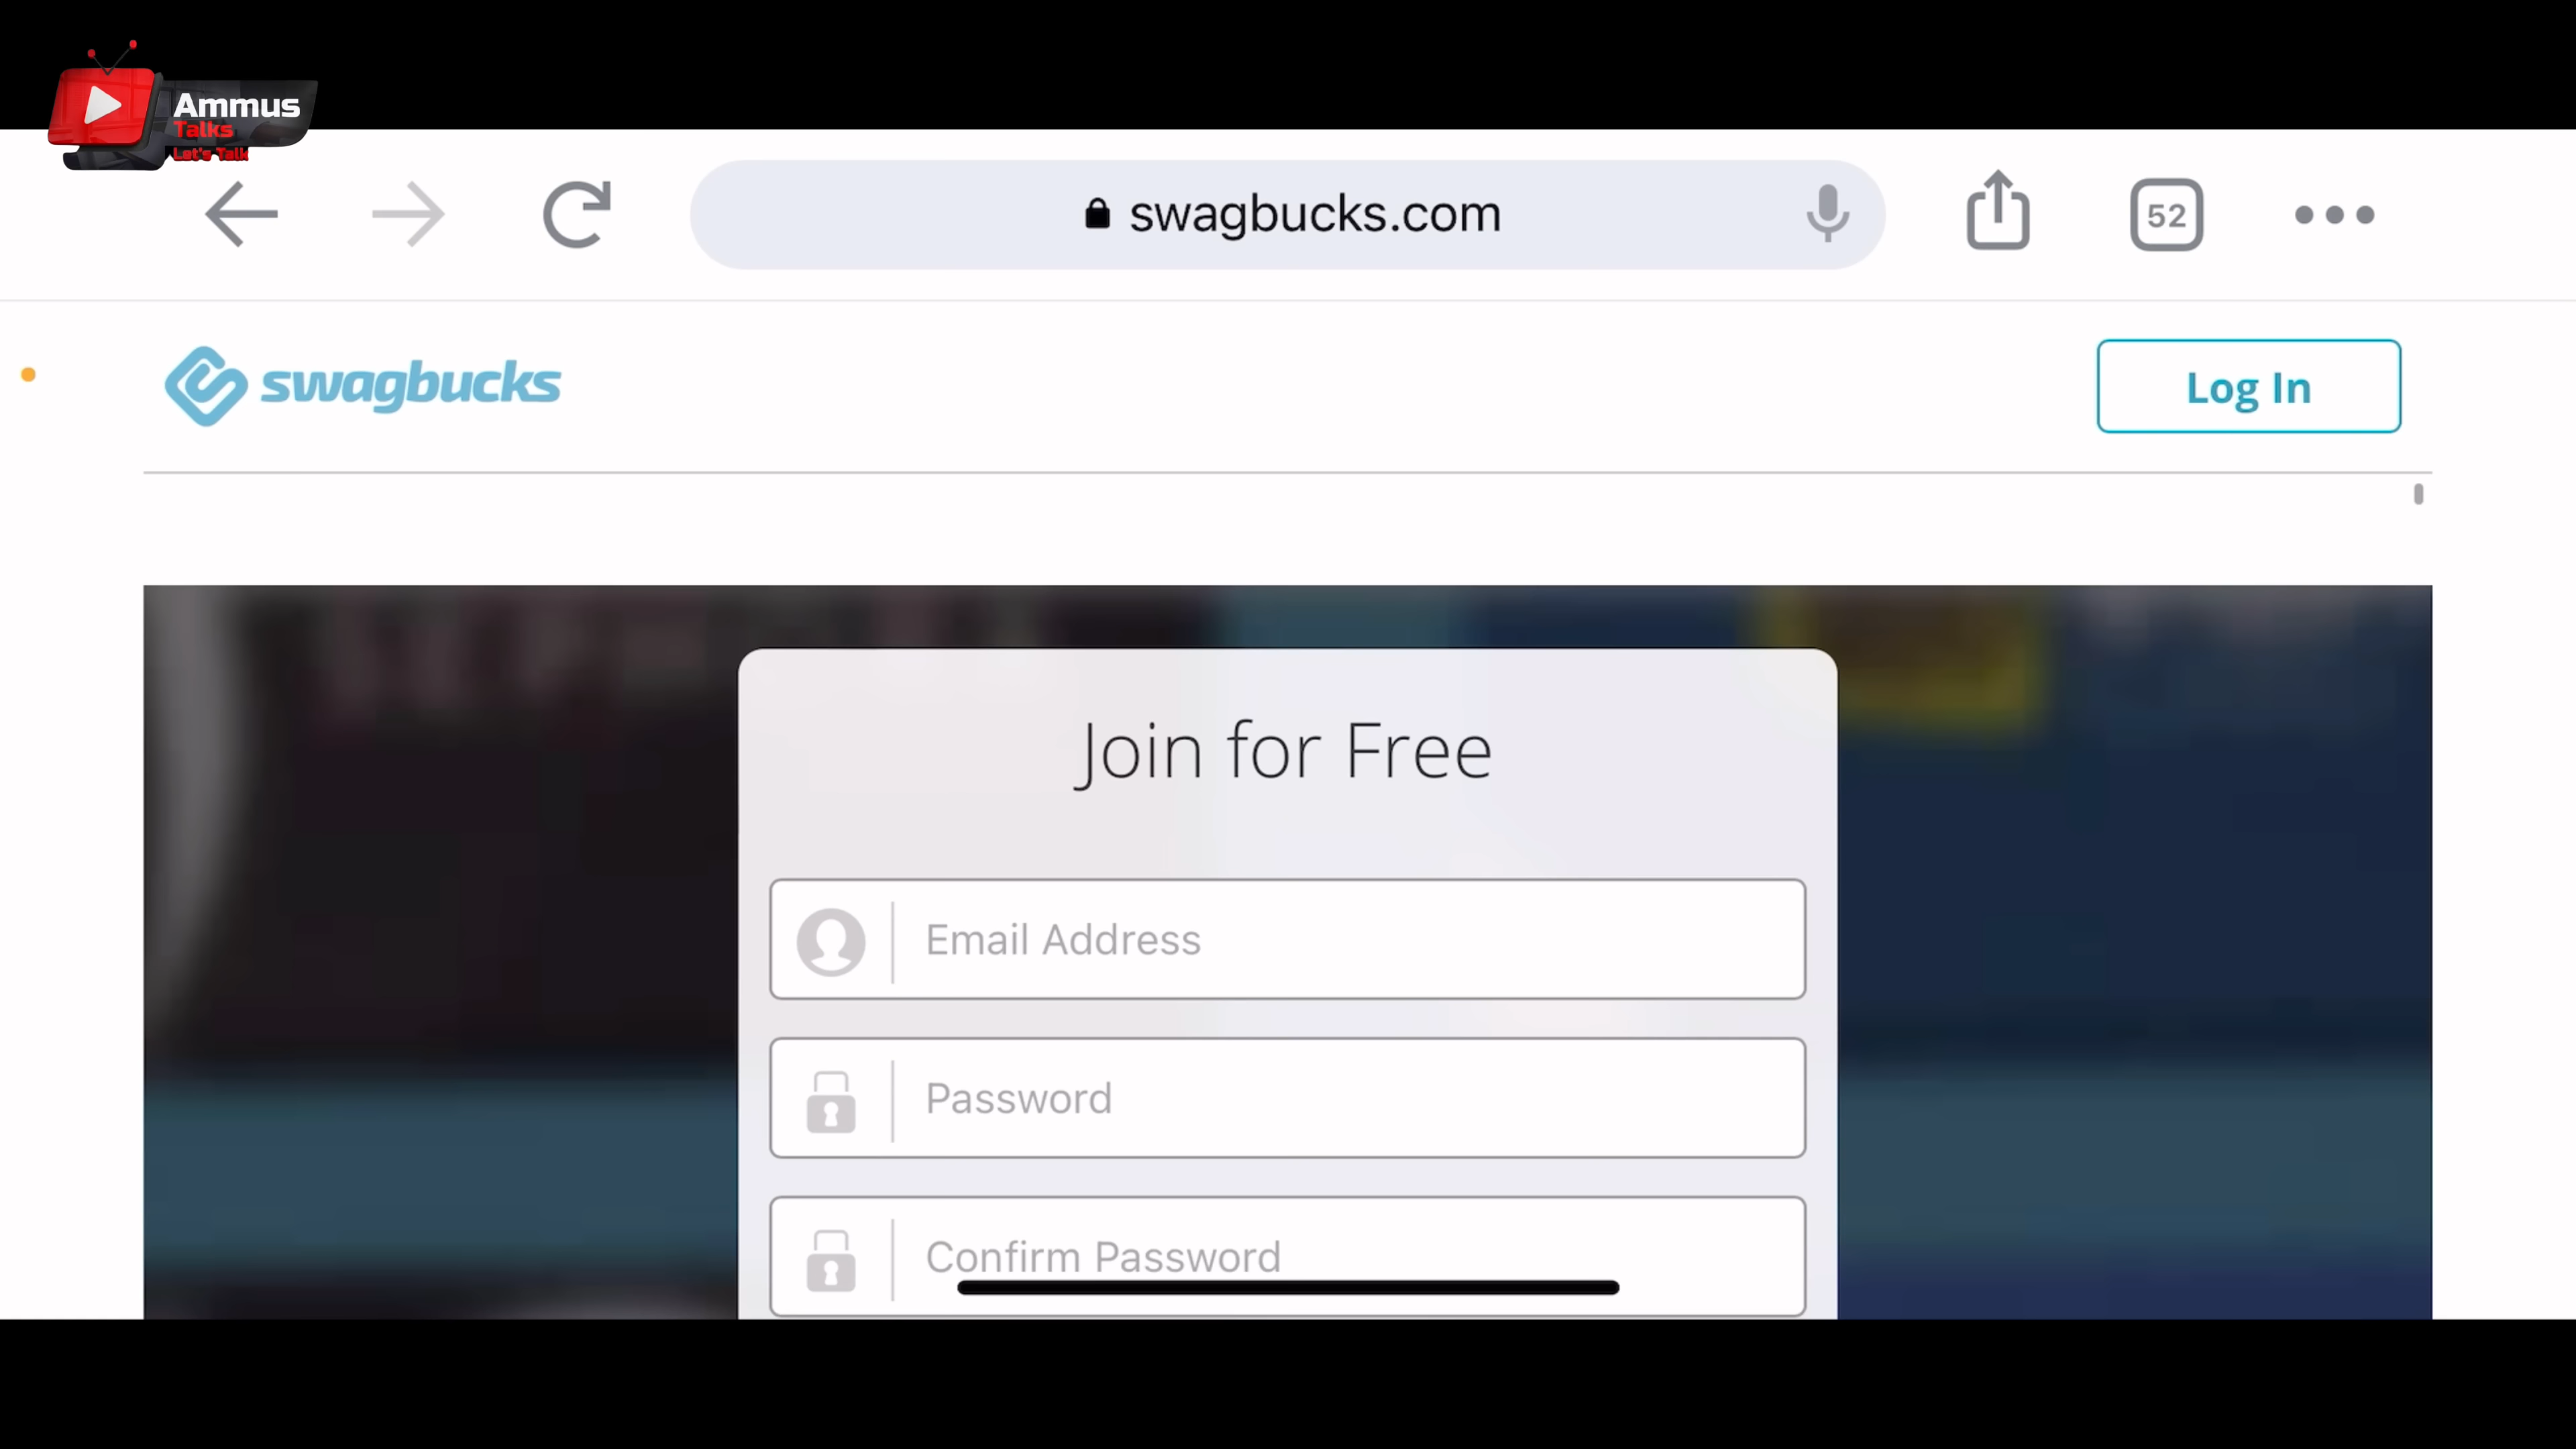 Ammus
Talks
Let's Talk
swagbucks.com
52
swagbucks
Log In
Join for Free
Email Address
Password
Confirm Password